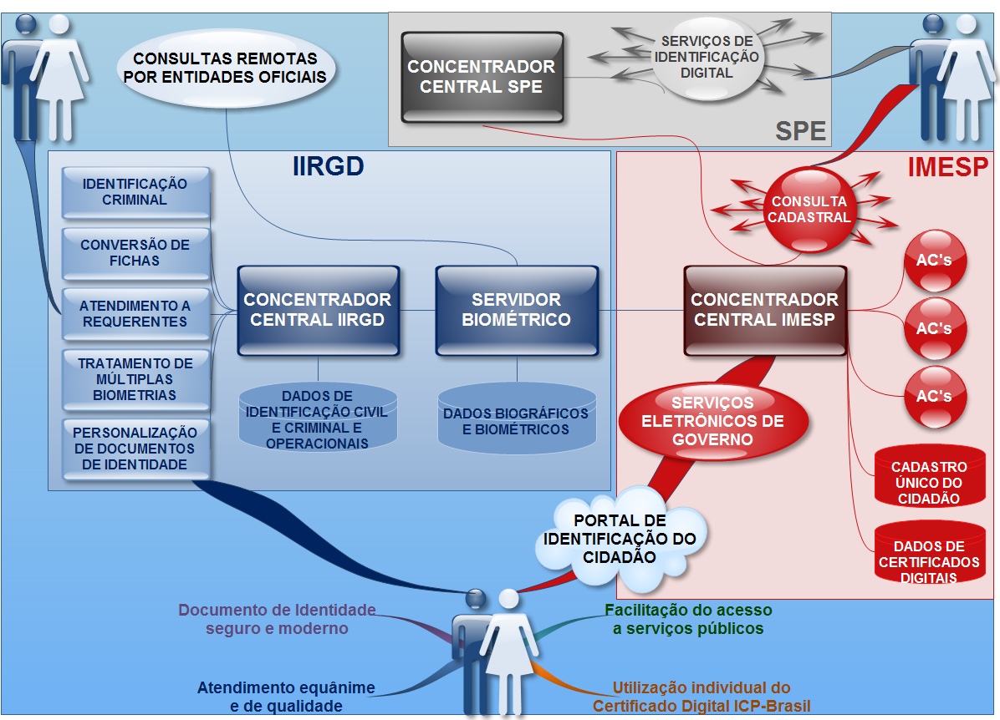 CONSULTAS REMOTAS
POR ENTIDADES OFICIAIS
CONCENTRADOR
CENTRAL SPE
SERVIÇOS DE
IDENTIFICAÇÃO
DIGITAL
SPE
IIRGD
IDENTIFICAÇÃO
CRIMINAL
CONVERSÃO DE
FICHAS
ATENDIMENTO A
REQUERENTES
TRATAMENTO DE
MÚLTIPLAS
BIOMETRIAS
PERSONALIZAÇÃO
DE DOCUMENTOS
DE IDENTIDADE
CONCENTRADOR
CENTRAL IIRGD
SERVIDOR
BIOMÉTRICO
DADOS DE
IDENTIFICAÇÃO CIVIL
E CRIMINAL E
OPERACIONAIS
DADOS BIOGRÁFICOS
E BIOMÉTRICOS
IMESP
CONSULTA
CADASTRAL
CONCENTRADOR
CENTRAL IMESP
AC's
AC's
AC's
SERVIÇOS
ELETRÔNICOS DE
GOVERNO
CADASTRO
ÚNICO DO
CIDADÃO
DADOS DE
CERTIFICADOS
DIGITAIS
PORTAL DE
IDENTIFICAÇÃO DO
CIDADÃO
Documento de Identidade
seguro e moderno
Facilitação do acesso
a serviços públicos
Atendimento equânime
e de qualidade
Utilização individual do
Certificado Digital ICP-Brasil